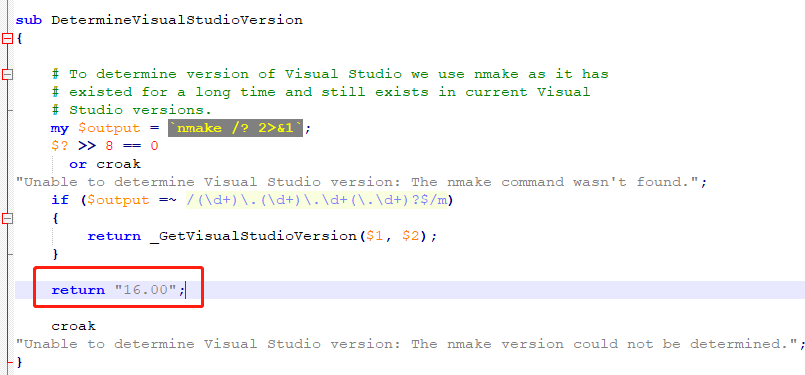 sub DetermineVisualStudioVersion
{
# To determine version of Visual Studio we use nmake as it has
# existed for a long time and still exists in current Visual
# Studio versions.
my $output = `nmake /? 2>&1`;
$? >> 8 == 0
or croak
"Unable to determine Visual Studio version: The nmake command wasn't found.";
if ($output =~ /(\d+)\.(\d+)\.\d+(\.\d+)?$/m)
{
return _GetVisualStudioVersion($1, $2);
}
return "16.00";
croak
"Unable to determine Visual Studio version: The nmake version could not be determined.";
}